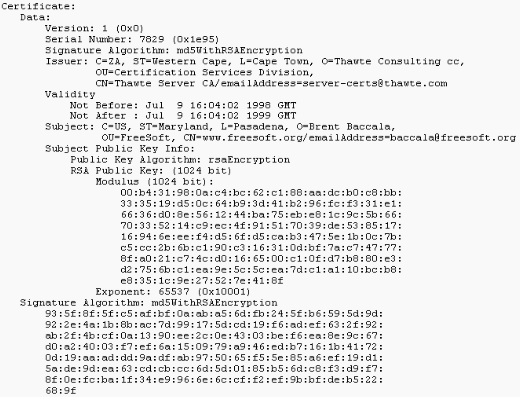 Certificate:
Data:
Version: 1 (0x0)
Serial Number: 7829 (0x1e95)
Signature Algorithm: md5WithRSAEncryption
Issuer: C=ZA, ST=Western Cape, L=Cape Town, O=Thawte Consulting cc,
OU=Certification Services Division,
CN=Thawte Server CA/emailAddress=server-certs@thawte.com
Validity
Not Before: Jul  9 16:04:02 1998 GMT
Not After : Jul  9 16:04:02 1999 GMT
Subject: C=US, ST=Maryland, L=Pasadena, O=Brent Baccala,
OU=FreeSoft, CN=www.freesoft.org/emailAddress=baccala@freesoft.org
Subject Public Key Info:
Public Key Algorithm: rsaEncryption
RSA Public Key: (1024 bit)
Modulus (1024 bit):
00:b4:31:98:0a:c4:bc:62:c1:88:aa:dc:b0:c8:bb:
33:35:19:d5:0c:64:b9:3d:41:b2:96:fc:f3:31:e1:
66:36:d0:8e:56:12:44:ba:75:eb:e8:1c:9c:5b:66:
70:33:52:14:c9:ec:4f:91:51:70:39:de:53:85:17:
16:94:6e:ee:f4:d5:6f:d5:ca:b3:47:5e:1b:0c:7b:
c5:cc:2b:6b:c1:90:c3:16:31:0d:bf:7a:c7:47:77:
8f:a0:21:c7:4c:d0:16:65:00:c1:0f:d7:b8:80:e3:
d2:75:6b:c1:ea:9e:5c:5c:ea:7d:c1:a1:10:bc:b8:
e8:35:1c:9e:27:52:7e:41:8f
Exponent: 65537 (0x10001)
Signature Algorithm: md5WithRSAEncryption
93:5f:8f:5f:c5:af:bf:0a:ab:a5:6d:fb:24:5f:b6:59:5d:9d:
92:2e:4a:1b:8b:ac:7d:99:17:5d:cd:19:f6:ad:ef:63:2f:92:
ab:2f:4b:cf:0a:13:90:ee:2c:0e:43:03:be:f6:ea:8e:9c:67:
d0:a2:40:03:f7:ef:6a:15:09:79:a9:46:ed:b7:16:1b:41:72:
0d:19:aa:ad:dd:9a:df:ab:97:50:65:f5:5e:85:a6:ef:19:d1:
5a:de:9d:ea:63:cd:cb:cc:6d:5d:01:85:b5:6d:c8:f3:d9:f7:
8f:0e:fc:ba:1f:34:e9:96:6e:6c:cf:f2:ef:9b:bf:de:b5:22:
68:9f